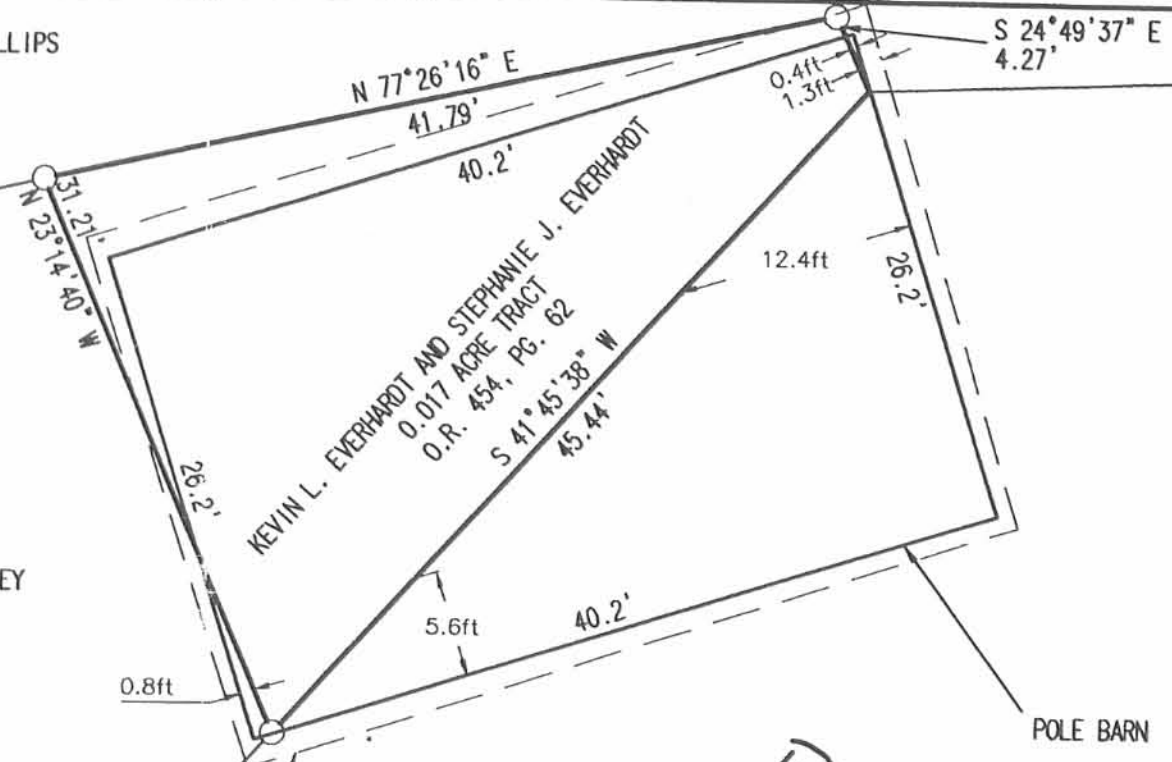 LLIPS
N 77°26'16" E
41.79'
40.2'
S 24°49'37" E
4.27'
0.4ft
1.3ft
31.21'
N 23°14'40" W
KEVIN L. EVERHARDT AND STEPHANIE J. EVERHARDT
0.017 ACRE TRACT
O.R. 454, PG. 62
S 41°45'38" W
45.44'
12.4ft
26.2'
26.2'
EY
5.6ft
40.2'
0.8ft
POLE BARN